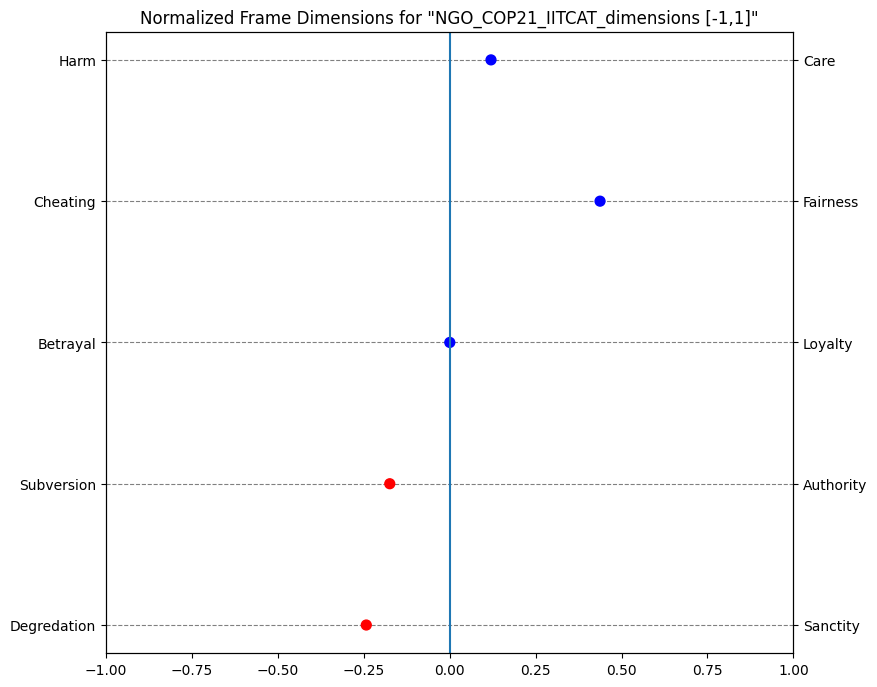 Normalized Frame Dimensions for "NGO_COP21_IITCAT_dimensions [-1,1]"
Harm Care
Cheating Fairness
Betrayal Loyalty
Subversion Authority
Degredation Sanctity
−1.00 −0.75 −0.50 −0.25 0.00 0.25 0.50 0.75 1.00